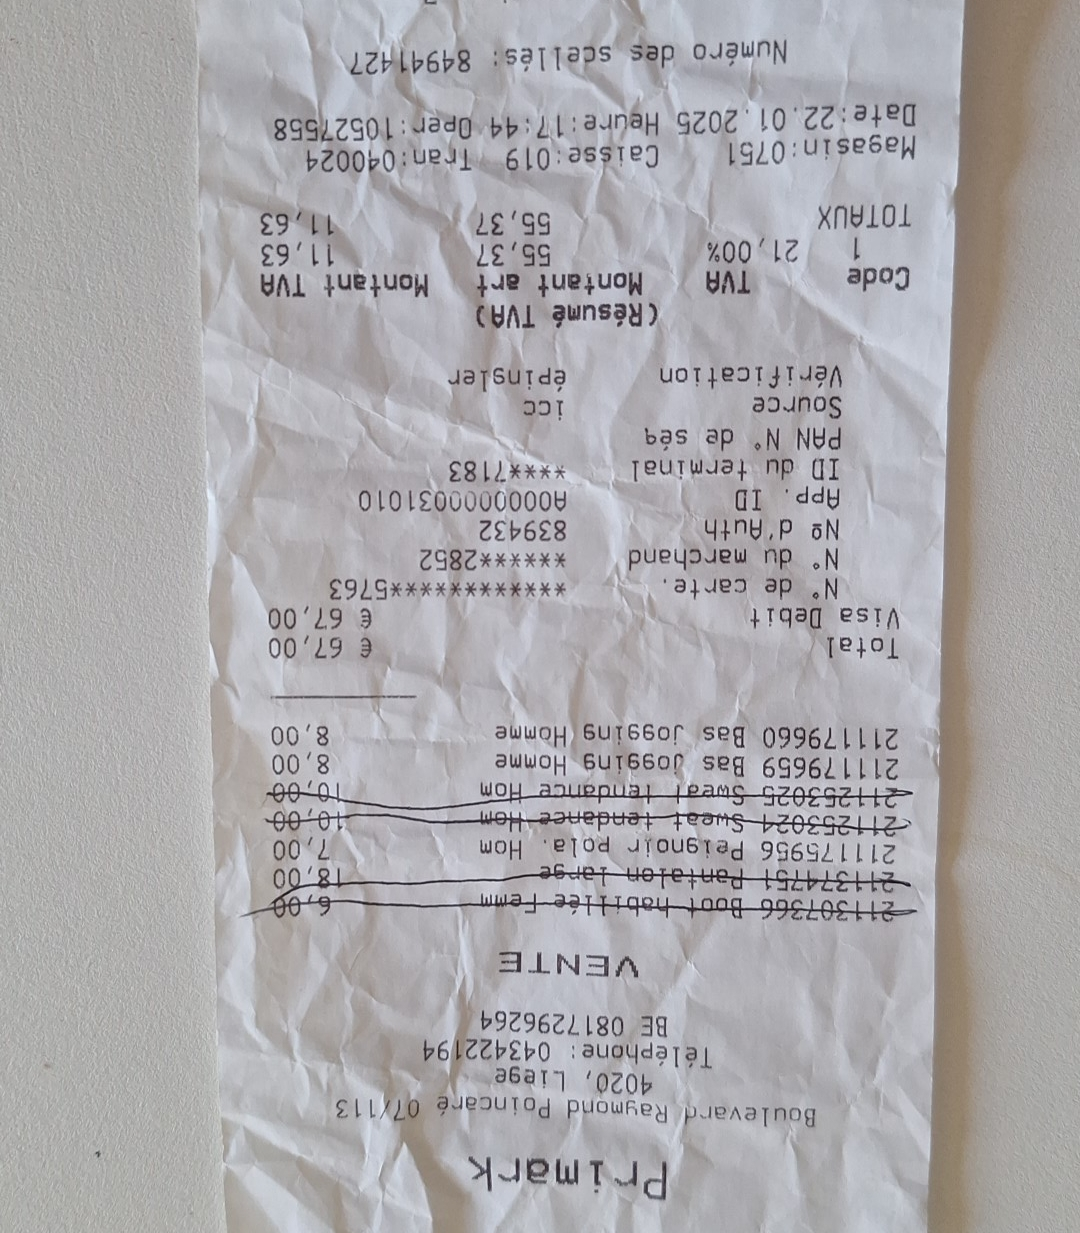 Primark
Boulevard Raymond Poincaré 07/113
4020, Liege
Téléphone: 043422194
BE 0817296264
VENTE
211307366 Boot habillée Femm 6,00
211374751 Pantalon large 18,00
211175956 Peignoir pola. Hom 7,00
211253024 Sweat tendance Hom 10,00
211253025 Sweat tendance Hom 10,00
211179659 Bas jogging Homme 8,00
211179660 Bas jogging Homme 8,00
Total € 67,00
Visa Debit € 67,00
N° de carte. ************5763
N° du marchand ******2852
Nº d'Auth 839432
App. ID A0000000031010
ID du terminal ****7183
PAN N° de séq
Source icc
Vérification épingler
(Résumé TVA)
Code TVA Montant art Montant TVA
1 21,00% 55,37 11,63
TOTAUX 55,37 11,63
Magasin:0751 Caisse:019 Tran:040024
Date:22.01.2025 Heure:17:44 Oper:10527558
Numéro des scellés: 84941427